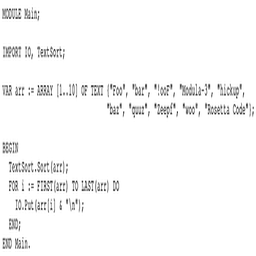 MODULE Main;
IMPORT IO, TextSort;
VAR arr := ARRAY [1..10] OF TEXT {"Foo", "bar", "!ooF", "Modula-3", "hickup",
"baz", "quuz", "Zeepf", "woo", "Rosetta Code"};
BEGIN
TextSort.Sort(arr);
FOR i := FIRST(arr) TO LAST(arr) DO
IO.Put(arr[i] & "\n");
END;
END Main.